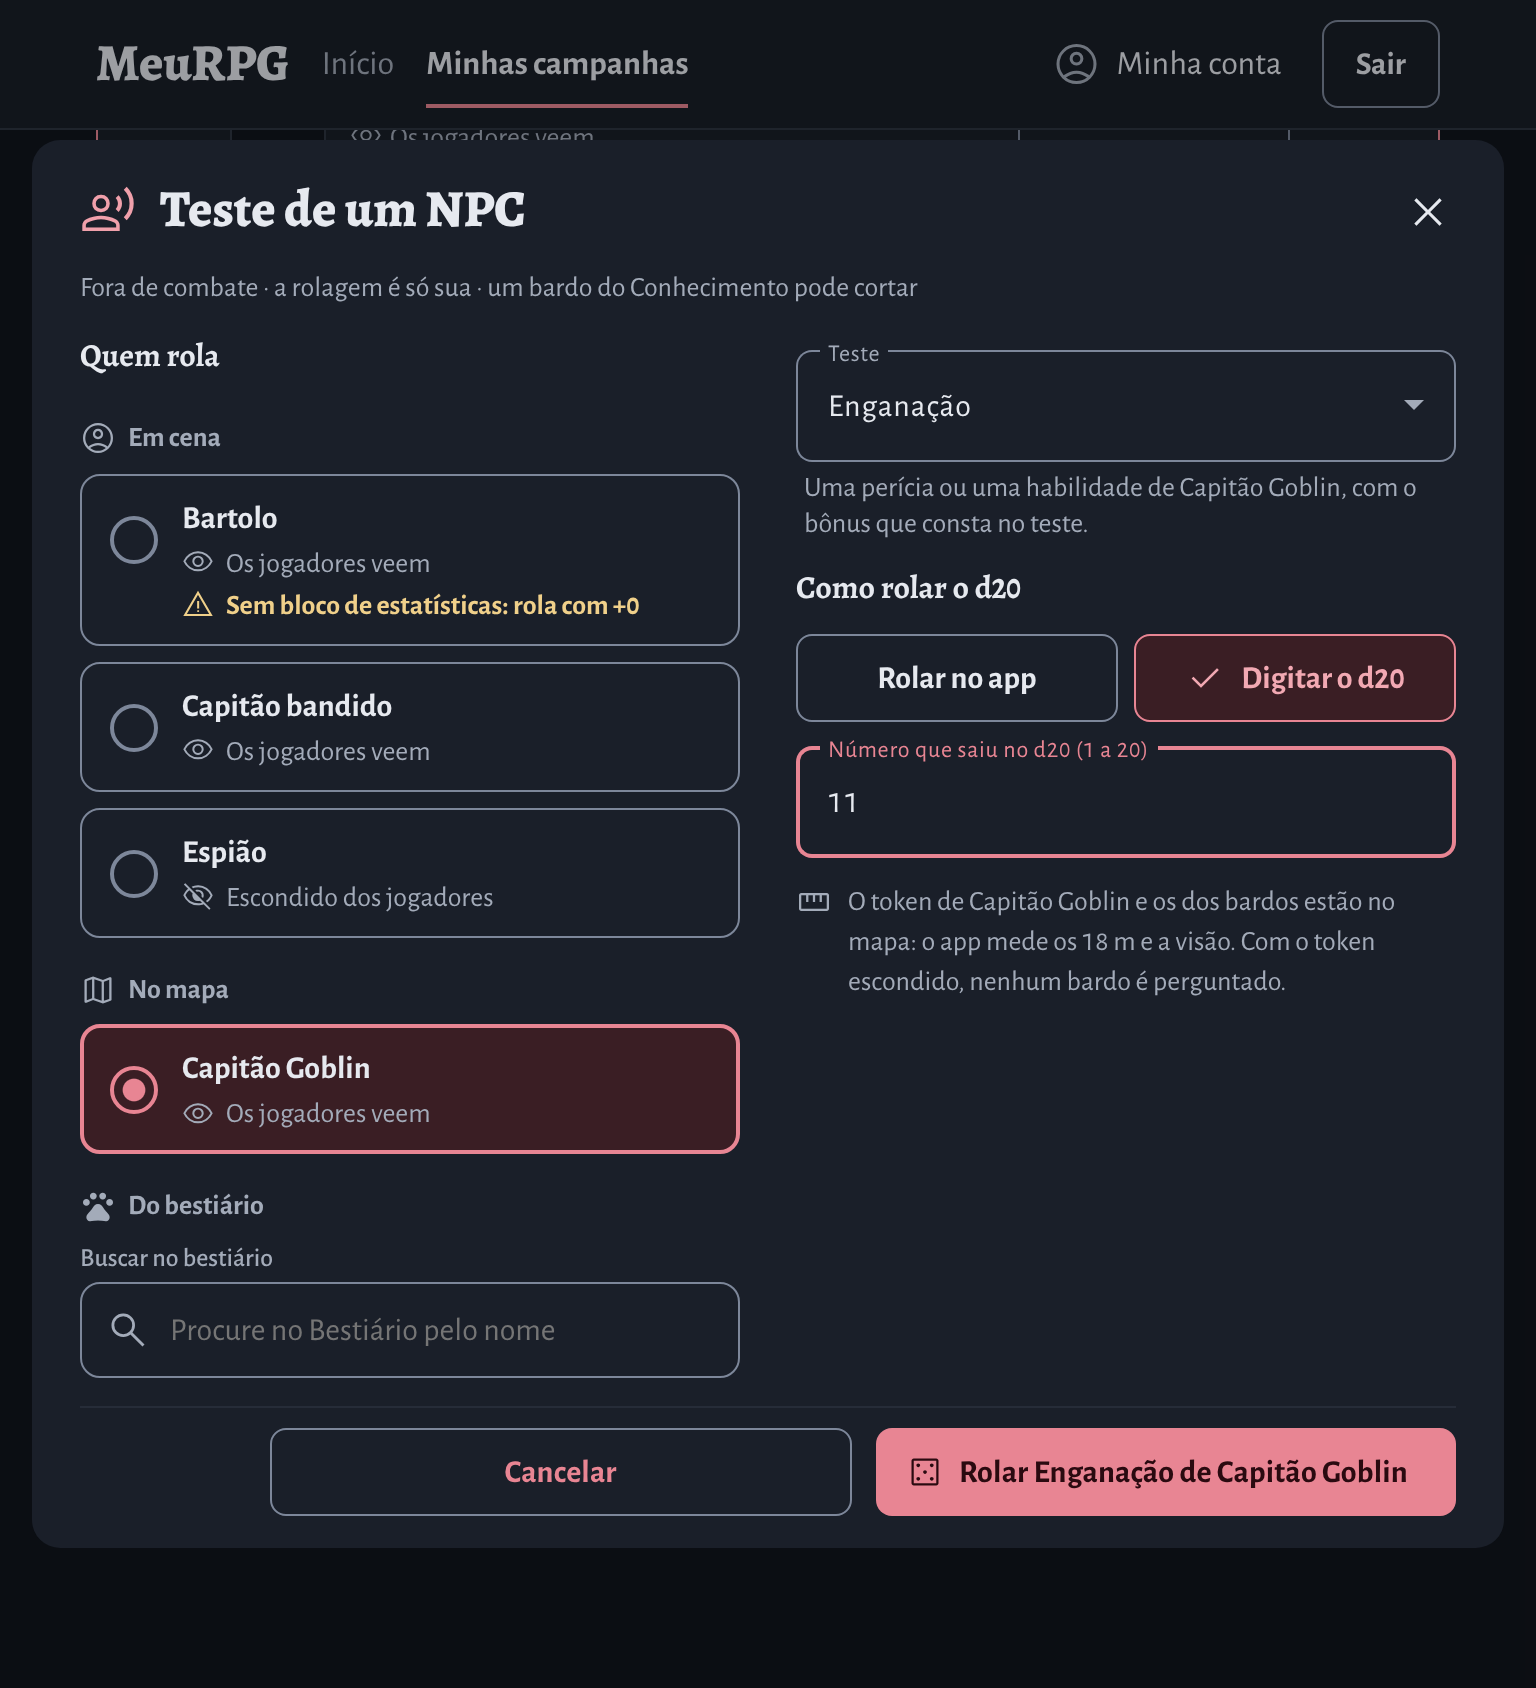 MeuRPG
Início
Minhas campanhas
Minha conta
Sair
Os jogadores veem
Teste de um NPC
Fora de combate · a rolagem é só sua · um bardo do Conhecimento pode cortar
Quem rola
Em cena
Bartolo
Os jogadores veem
Sem bloco de estatísticas: rola com +0
Capitão bandido
Os jogadores veem
Espião
Escondido dos jogadores
No mapa
Capitão Goblin
Os jogadores veem
Do bestiário
Buscar no bestiário
Procure no Bestiário pelo nome
Teste
Enganação
Uma perícia ou uma habilidade de Capitão Goblin, com o
bônus que consta no teste.
Como rolar o d20
Rolar no app
Digitar o d20
Número que saiu no d20 (1 a 20)
11
O token de Capitão Goblin e os dos bardos estão no
mapa: o app mede os 18 m e a visão. Com o token
escondido, nenhum bardo é perguntado.
Cancelar
Rolar Enganação de Capitão Goblin